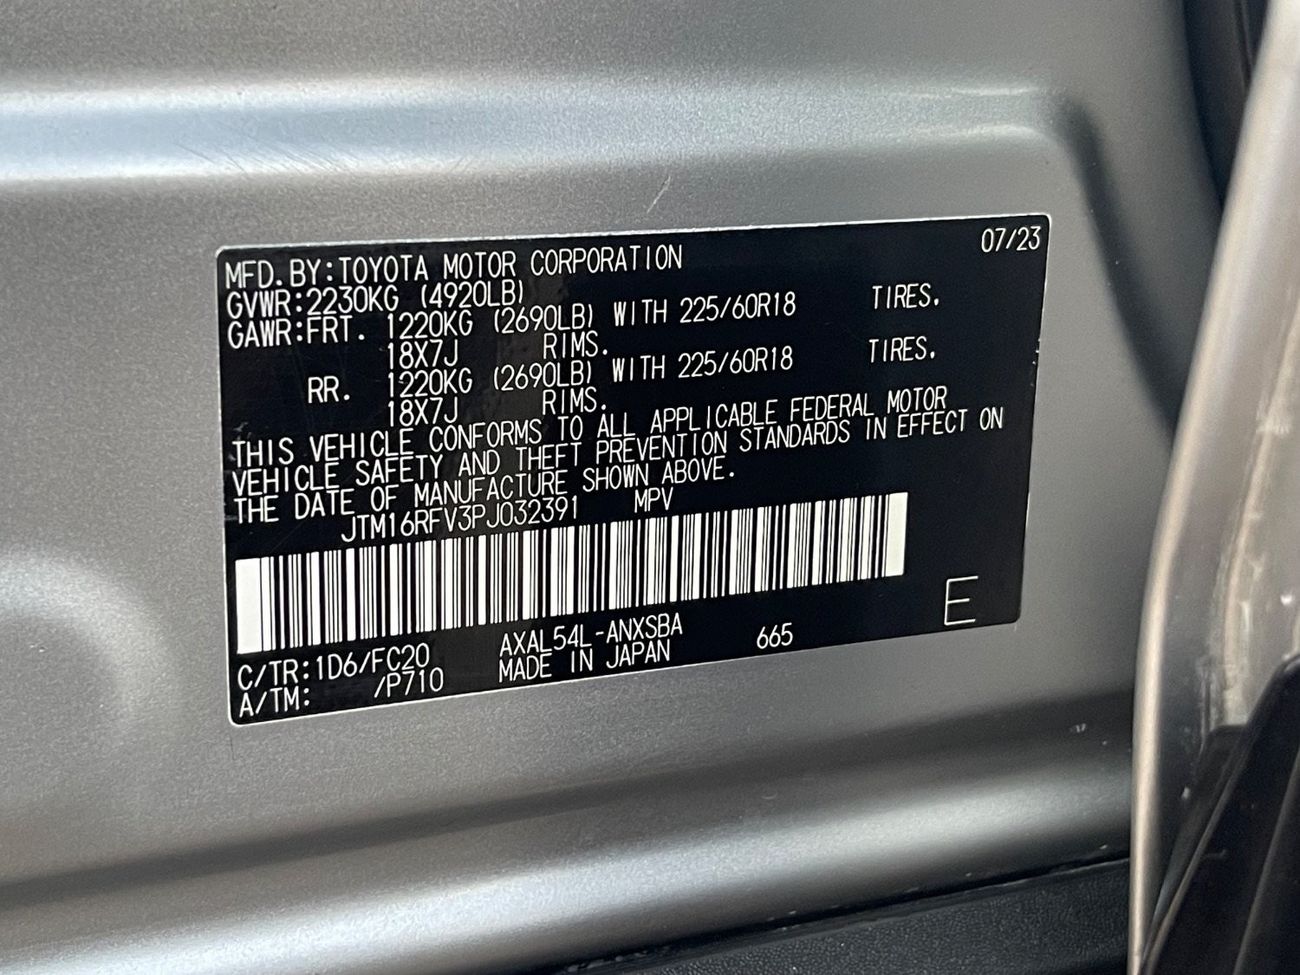 07/23
MFD.BY:TOYOTA MOTOR CORPORATION
GVWR:2230KG (4920LB)
GAWR:FRT. 1220KG (2690LB) WITH 225/60R18 TIRES.
18X7J RIMS.
RR. 1220KG (2690LB) WITH 225/60R18 TIRES.
18X7J RIMS.
THIS VEHICLE CONFORMS TO ALL APPLICABLE FEDERAL MOTOR
VEHICLE SAFETY AND THEFT PREVENTION STANDARDS IN EFFECT ON
THE DATE OF MANUFACTURE SHOWN ABOVE.
JTM16RFV3PJ032391 MPV
E
C/TR:1D6/FC20 AXAL54L-ANXSBA 665
A/TM: /P710 MADE IN JAPAN